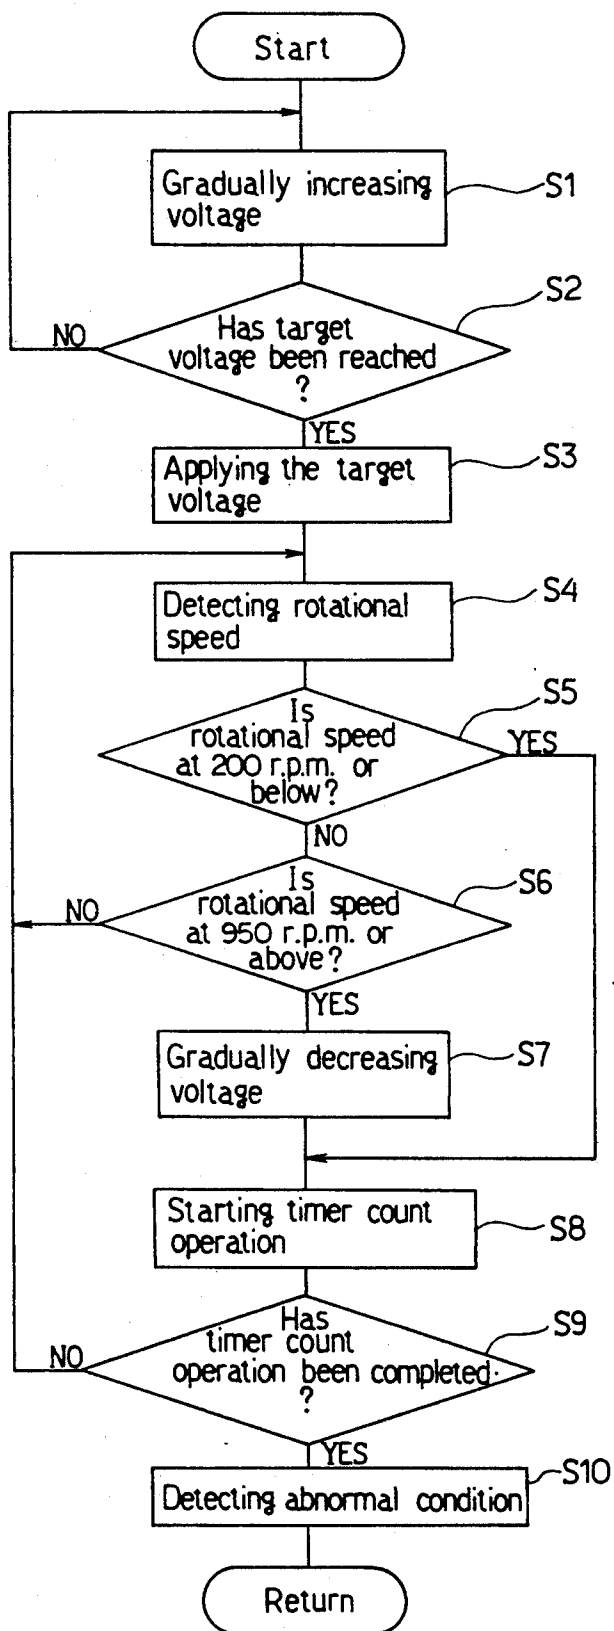 Start
Gradually increasing
voltage
S1
Has target
voltage been reached
?
S2
NO
YES
Applying the target
voltage
S3
Detecting rotational
speed
S4
Is
rotational speed
at 200 r.p.m. or
below?
S5
YES
NO
Is
rotational speed
at 950 r.p.m. or
above?
S6
NO
YES
Gradually decreasing
voltage
S7
Starting timer count
operation
S8
Has
timer count
operation been completed
?
S9
NO
YES
Detecting abnormal condition
S10
Return